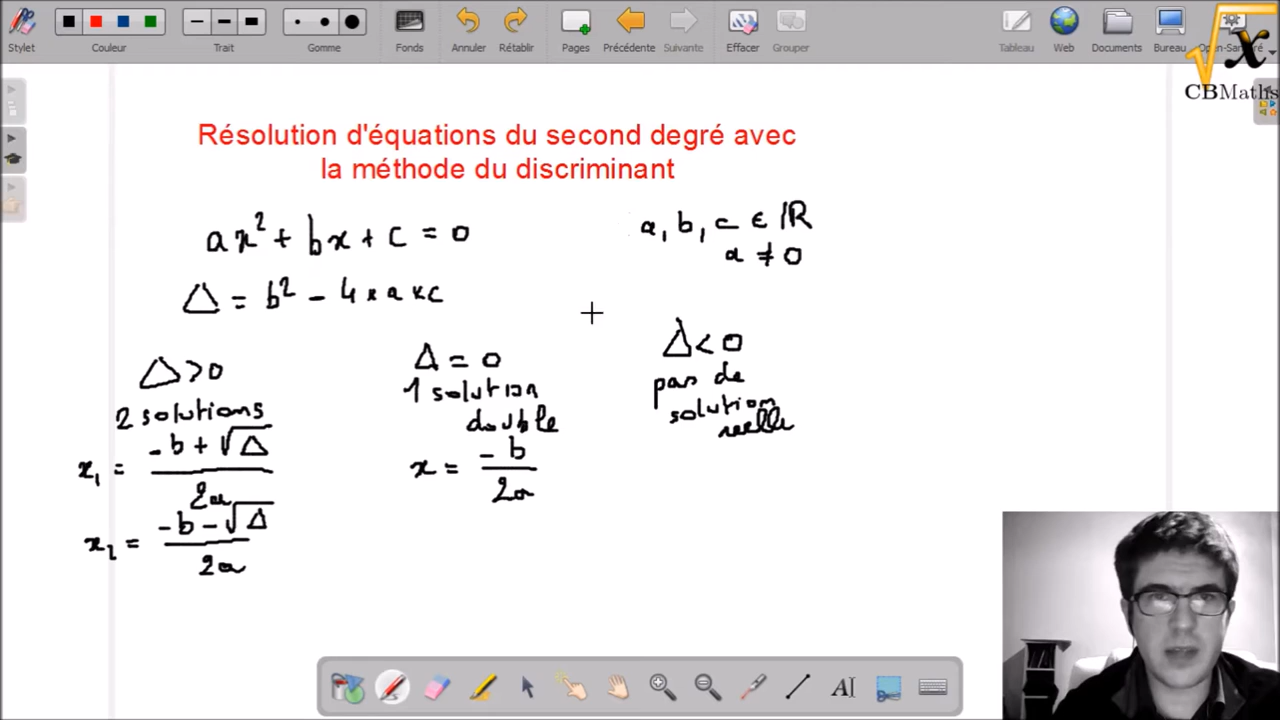 Stylet
Couleur
Trait
Gomme
Fonds
Annuler
Rétablir
Pages
Précédente
Suivante
Effacer
Grouper
Tableau
Web
Documents
Bureau
x
CBMaths
Résolution d'équations du second degré avec
la méthode du discriminant
ax² + bx + c = 0
a, b, c ∈ ℝ
a ≠ 0
Δ = b² - 4 × a × c
Δ > 0
2 solutions
x₁ = (-b + √Δ) / 2a
x₂ = (-b - √Δ) / 2a
Δ = 0
1 solution
double
x = -b / 2a
Δ < 0
pas de
solution
reelle
AI